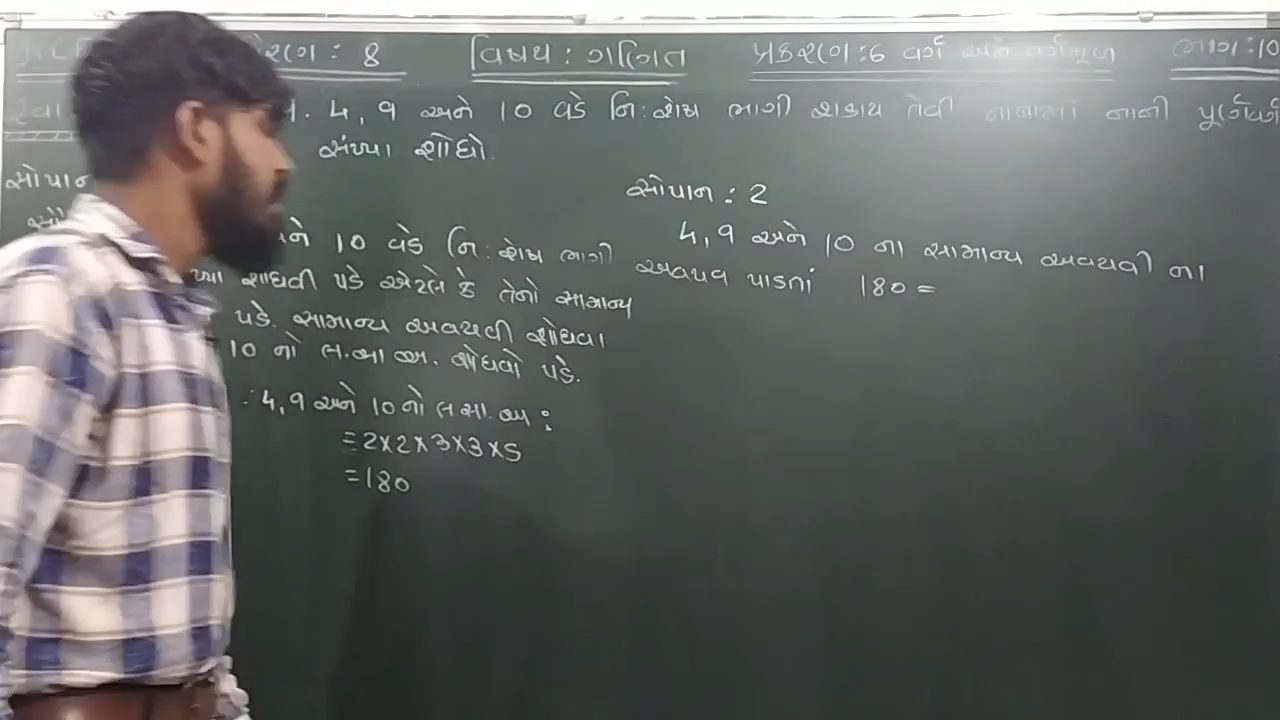 ધોરણ : 8 વિષય : ગણિત પ્રકરણ : 6 વર્ગ અને વર્ગમૂળ ભાગ : 10
4, 9 અને 10 વડે નિ:શેષ ભાગી શકાય તેવી નાનામાં નાની પૂર્ણવર્ગ
સંખ્યા શોધો.
સોપાન
અને 10 વડે નિ:શેષ ભાગી
શોધવી પડે એટલે કે તેનો સામાન્ય
પડે. સામાન્ય અવયવી શોધવા
10 નો લ.સા.અ. શોધવો પડે.
∴ 4, 9 અને 10 નો લ.સા.અ :
= 2 × 2 × 3 × 3 × 5
= 180
સોપાન : 2
4, 9 અને 10 ના સામાન્ય અવયવી ના
અવયવ પાડતાં 180 =